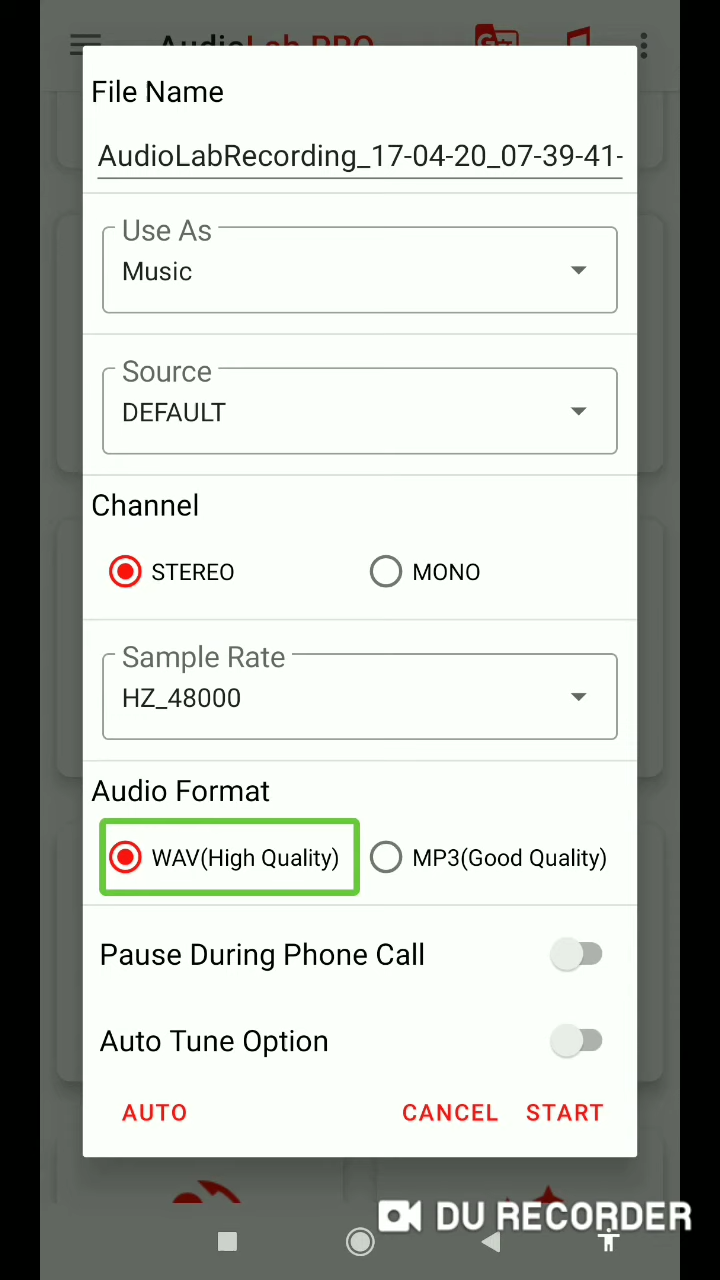 AudioLab PRO
File Name
AudioLabRecording_17-04-20_07-39-41-
Use As
Music
Source
DEFAULT
Channel
STEREO MONO
Sample Rate
HZ_48000
Audio Format
WAV(High Quality) MP3(Good Quality)
Pause During Phone Call
Auto Tune Option
AUTO CANCEL START
DU RECORDER